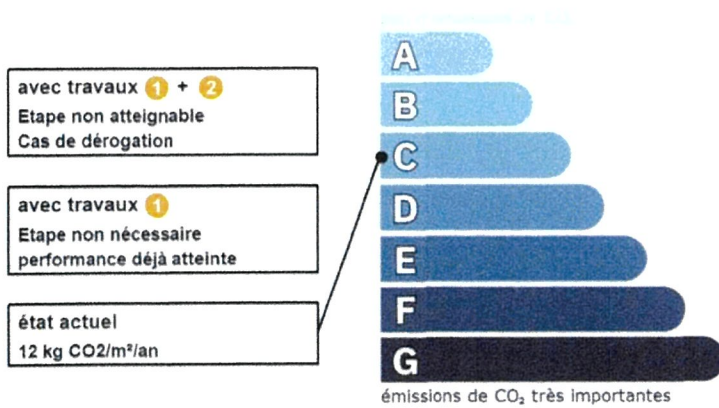 avec travaux 1 + 2
Etape non atteignable
Cas de dérogation
avec travaux 1
Etape non nécessaire
performance déjà atteinte
état actuel
12 kg CO2/m²/an
A
B
C
D
E
F
G
émissions de CO₂ très importantes